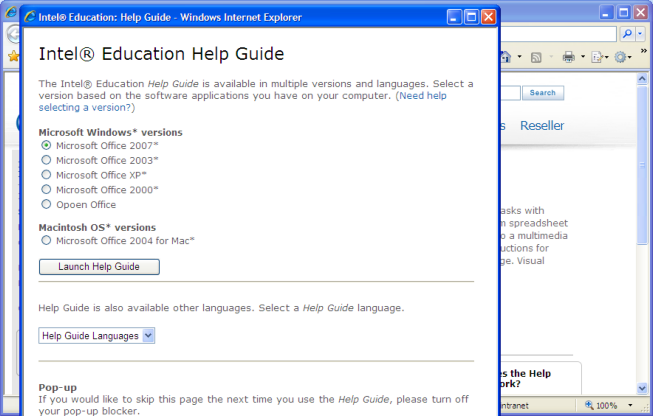 Intel® Education: Help Guide - Windows Internet Explorer
Intel® Education Help Guide
The Intel® Education Help Guide is available in multiple versions and languages. Select a
version based on the software applications you have on your computer. (Need help
selecting a version?)
Microsoft Windows* versions
Microsoft Office 2007*
Microsoft Office 2003*
Microsoft Office XP*
Microsoft Office 2000*
Opoen Office
Macintosh OS* versions
Microsoft Office 2004 for Mac*
Launch Help Guide
Help Guide is also available other languages. Select a Help Guide language.
Help Guide Languages
Pop-up
If you would like to skip this page the next time you use the Help Guide, please turn off
your pop-up blocker.
Search
s Reseller
asks with
n spreadsheet
o a multimedia
uctions for
ge. Visual
es the Help
ork?
ntranet
100%